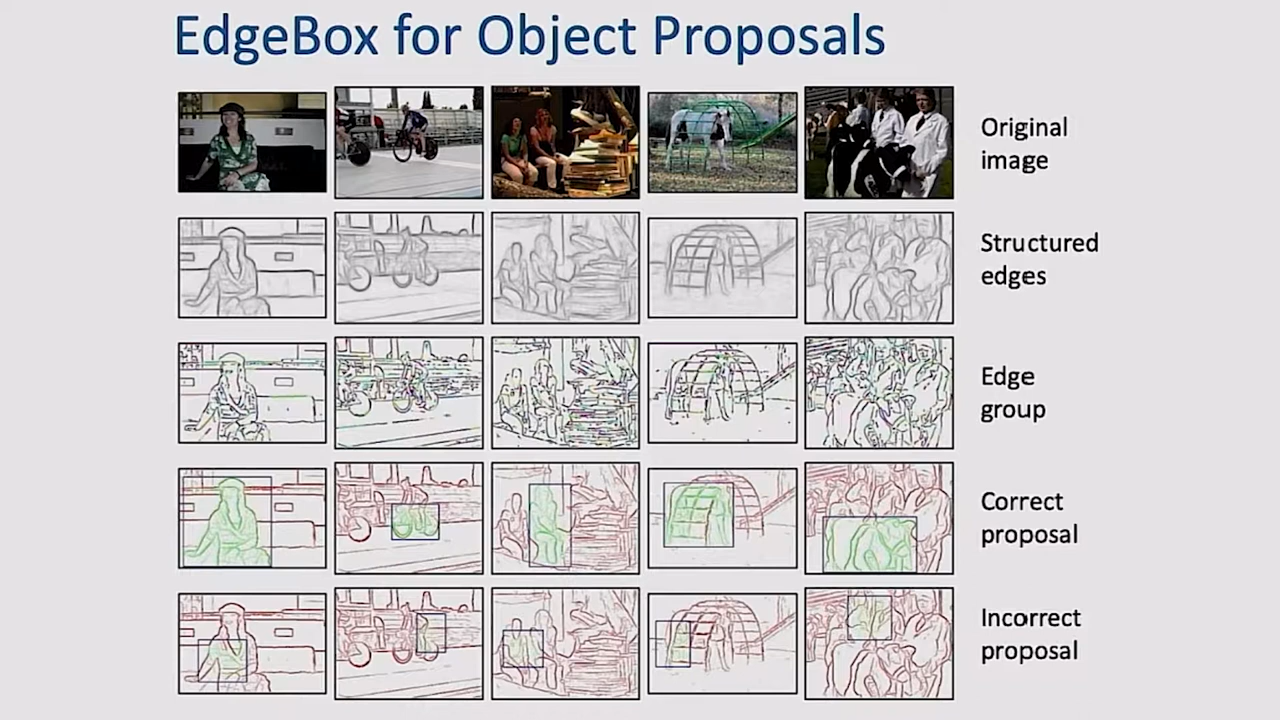 EdgeBox for Object Proposals
Original
image
Structured
edges
Edge
group
Correct
proposal
Incorrect
proposal